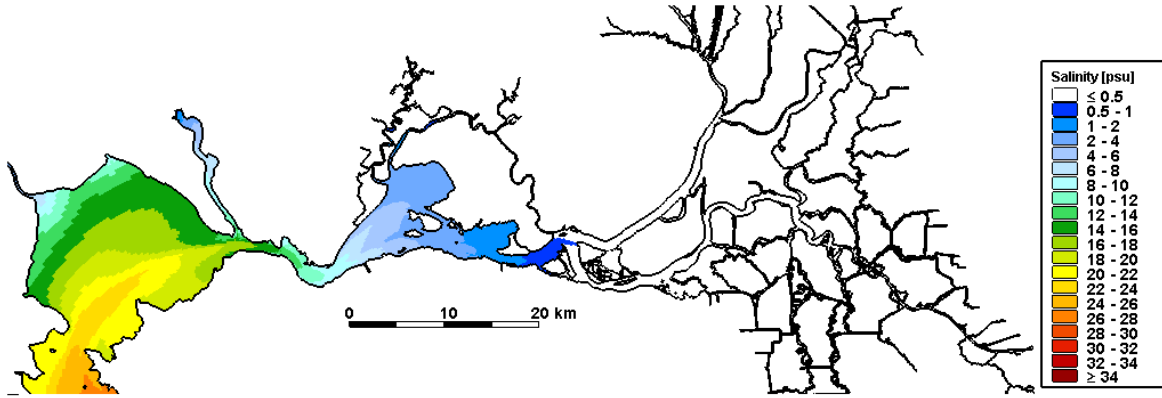 Salinity [psu]
≤ 0.5
0.5 - 1
1 - 2
2 - 4
4 - 6
6 - 8
8 - 10
10 - 12
12 - 14
14 - 16
16 - 18
18 - 20
20 - 22
22 - 24
24 - 26
26 - 28
28 - 30
30 - 32
32 - 34
≥ 34
0 10 20 km